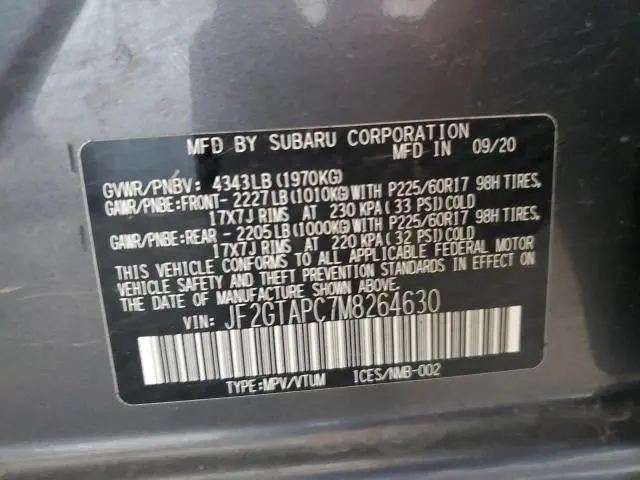 MFD BY SUBARU CORPORATION
MFD IN 09/20
GVWR/PNBV: 4343LB(1970KG)
GAWR/PNBE:FRONT- 2227LB(1010KG)WITH P225/60R17 98H TIRES,
17X7J RIMS AT 230 KPA(33 PSI)COLD
GAWR/PNBE:REAR - 2205LB(1000KG)WITH P225/60R17 98H TIRES,
17X7J RIMS AT 220 KPA(32 PSI)COLD
THIS VEHICLE CONFORMS TO ALL APPLICABLE FEDERAL MOTOR
VEHICLE SAFETY AND THEFT PREVENTION STANDARDS IN EFFECT
ON THE DATE OF MANUFACTURE SHOWN ABOVE.
VIN: JF2GTAPC7M8264630
TYPE:MPV/VTUM ICES/NMB-002